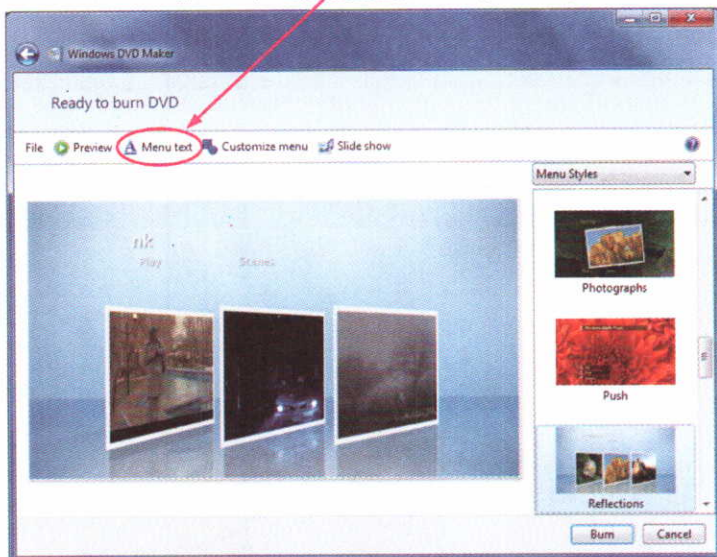 Windows DVD Maker
Ready to burn DVD
File Preview A Menu text Customize menu Slide show
Menu Styles
nk
Play Scenes
Photographs
Push
Reflections
Burn Cancel